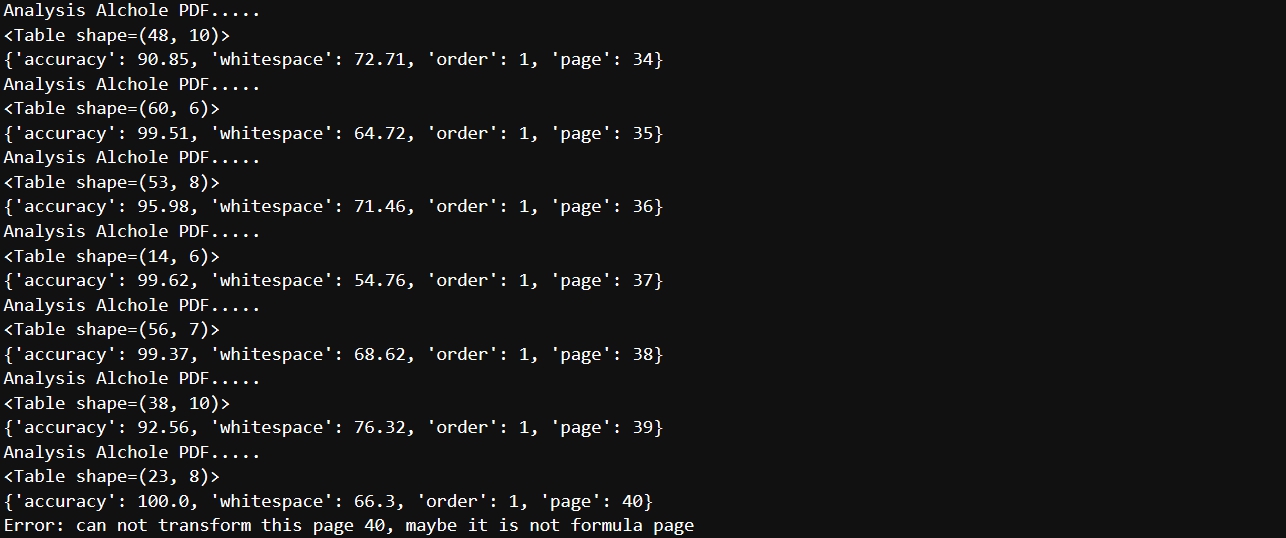 Analysis Alchole PDF.....
<Table shape=(48, 10)>
{'accuracy': 90.85, 'whitespace': 72.71, 'order': 1, 'page': 34}
Analysis Alchole PDF.....
<Table shape=(60, 6)>
{'accuracy': 99.51, 'whitespace': 64.72, 'order': 1, 'page': 35}
Analysis Alchole PDF.....
<Table shape=(53, 8)>
{'accuracy': 95.98, 'whitespace': 71.46, 'order': 1, 'page': 36}
Analysis Alchole PDF.....
<Table shape=(14, 6)>
{'accuracy': 99.62, 'whitespace': 54.76, 'order': 1, 'page': 37}
Analysis Alchole PDF.....
<Table shape=(56, 7)>
{'accuracy': 99.37, 'whitespace': 68.62, 'order': 1, 'page': 38}
Analysis Alchole PDF.....
<Table shape=(38, 10)>
{'accuracy': 92.56, 'whitespace': 76.32, 'order': 1, 'page': 39}
Analysis Alchole PDF.....
<Table shape=(23, 8)>
{'accuracy': 100.0, 'whitespace': 66.3, 'order': 1, 'page': 40}
Error: can not transform this page 40, maybe it is not formula page